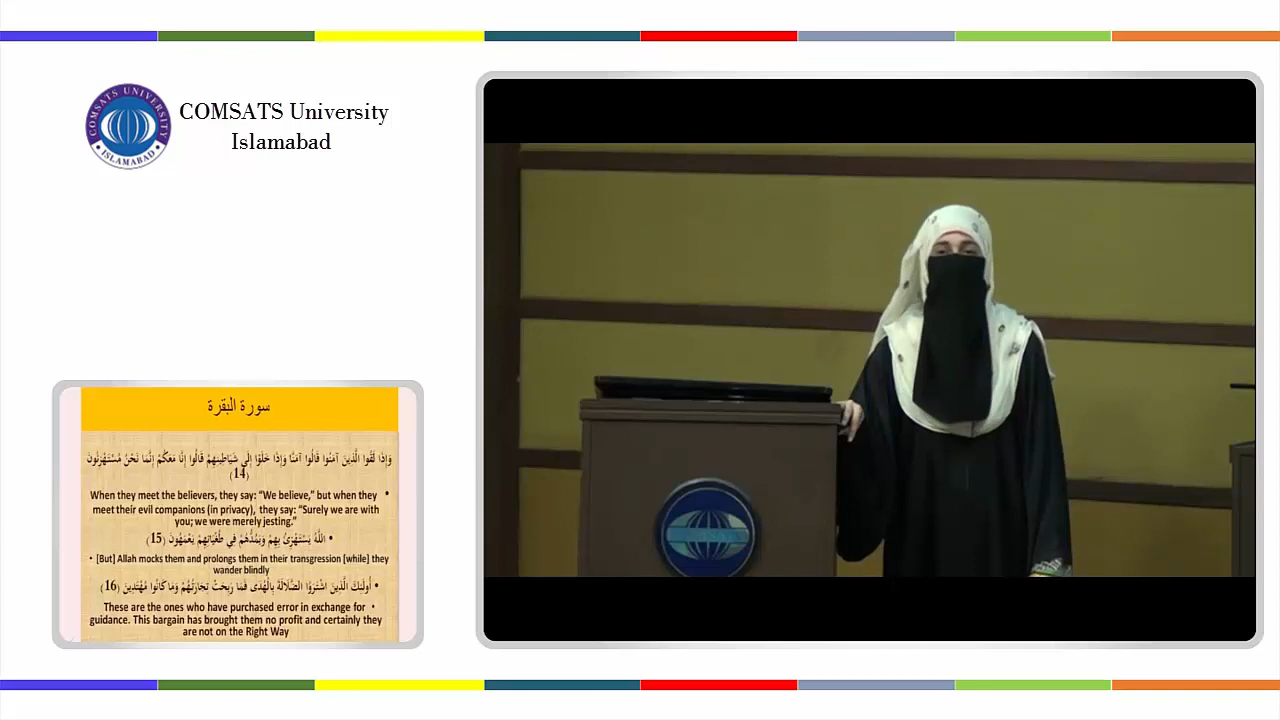 COMSATS UNIVERSITY
ISLAMABAD
COMSATS University
Islamabad
سورة البقرة
وَإِذَا لَقُوا الَّذِينَ آمَنُوا قَالُوا آمَنَّا وَإِذَا خَلَوْا إِلَى شَيَاطِينِهِمْ قَالُوا إِنَّا مَعَكُمْ إِنَّمَا نَحْنُ مُسْتَهْزِئُونَ
(14)
When they meet the believers, they say: “We believe,” but when they •
meet their evil companions (in privacy), they say: “Surely we are with
you; we were merely jesting.”
• اللَّهُ يَسْتَهْزِئُ بِهِمْ وَيَمُدُّهُمْ فِي طُغْيَانِهِمْ يَعْمَهُونَ (15)
• [But] Allah mocks them and prolongs them in their transgression [while] they
wander blindly
• أُولَئِكَ الَّذِينَ اشْتَرَوُا الضَّلَالَةَ بِالْهُدَى فَمَا رَبِحَتْ تِجَارَتُهُمْ وَمَا كَانُوا مُهْتَدِينَ (16)
These are the ones who have purchased error in exchange for •
guidance. This bargain has brought them no profit and certainly they
are not on the Right Way
COMSATS